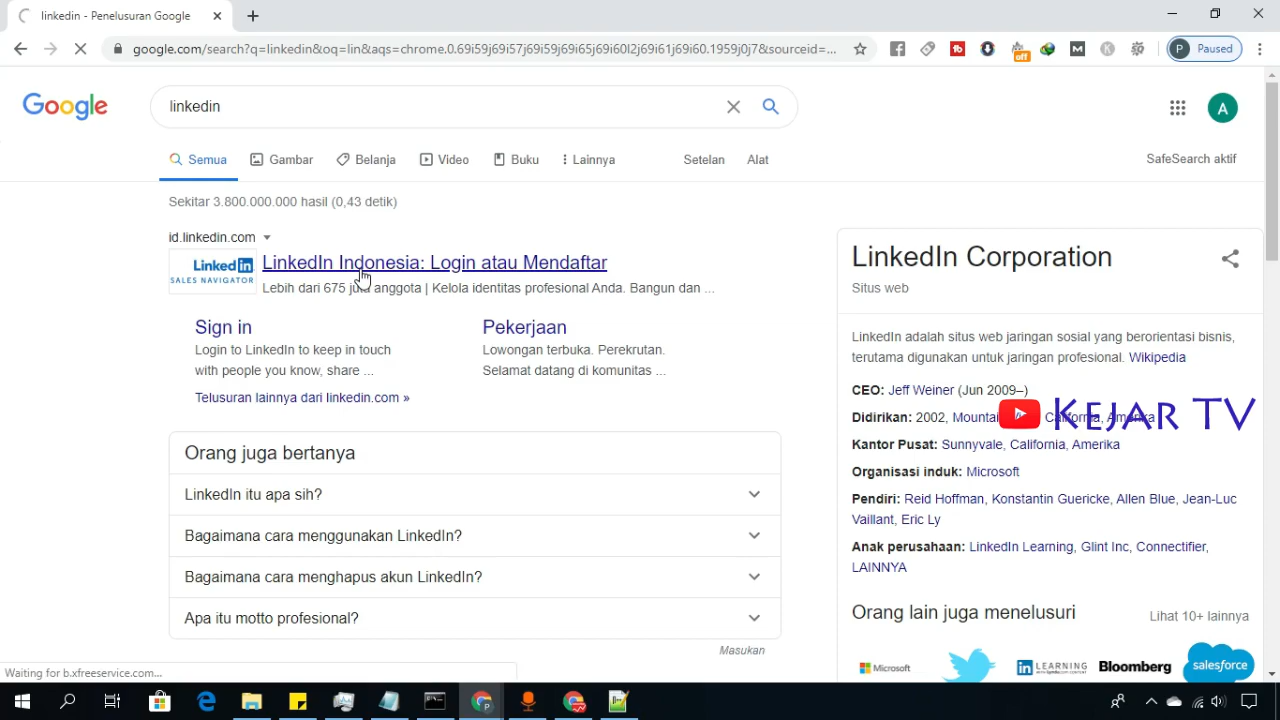 linkedin - Penelusuran Google
google.com/search?q=linkedin&oq=lin&aqs=chrome.0.69i59j69i57j69i59j69i65j69i60l2j69i61j69i60.1959j0j7&sourceid=...
off
P Paused
Google
linkedin
A
Semua Gambar Belanja Video Buku Lainnya Setelan Alat
SafeSearch aktif
Sekitar 3.800.000.000 hasil (0,43 detik)
id.linkedin.com
Linked in
SALES NAVIGATOR
LinkedIn Indonesia: Login atau Mendaftar
Lebih dari 675 juta anggota | Kelola identitas profesional Anda. Bangun dan ...
Sign in
Login to LinkedIn to keep in touch
with people you know, share ...
Pekerjaan
Lowongan terbuka. Perekrutan.
Selamat datang di komunitas ...
Telusuran lainnya dari linkedin.com »
Orang juga bertanya
LinkedIn itu apa sih?
Bagaimana cara menggunakan LinkedIn?
Bagaimana cara menghapus akun LinkedIn?
Apa itu motto profesional?
Masukan
LinkedIn Corporation
Situs web
LinkedIn adalah situs web jaringan sosial yang berorientasi bisnis,
terutama digunakan untuk jaringan profesional. Wikipedia
CEO: Jeff Weiner (Jun 2009–)
Didirikan: 2002,
KEJAR TV
Kantor Pusat: Sunnyvale, California, Amerika
Organisasi induk: Microsoft
Pendiri: Reid Hoffman, Konstantin Guericke, Allen Blue, Jean-Luc
Vaillant, Eric Ly
Anak perusahaan: LinkedIn Learning, Glint Inc, Connectifier,
LAINNYA
Orang lain juga menelusuri
Lihat 10+ lainnya
Microsoft
in LEARNING
Bloomberg
salesforce
Waiting for b.xfreeservice.com...